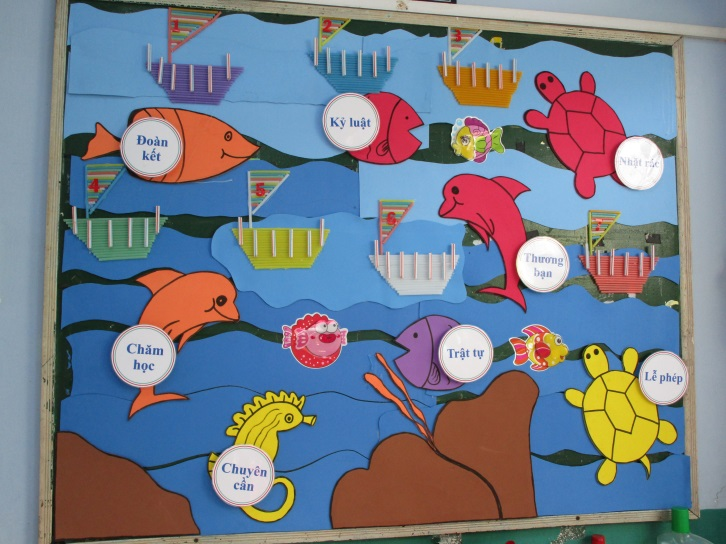 1
2
3
Đoàn
kết
Kỷ luật
Nhặt rác
4
5
6
Thương
bạn
Chăm
học
Trật tự
Lễ phép
Chuyên
cần